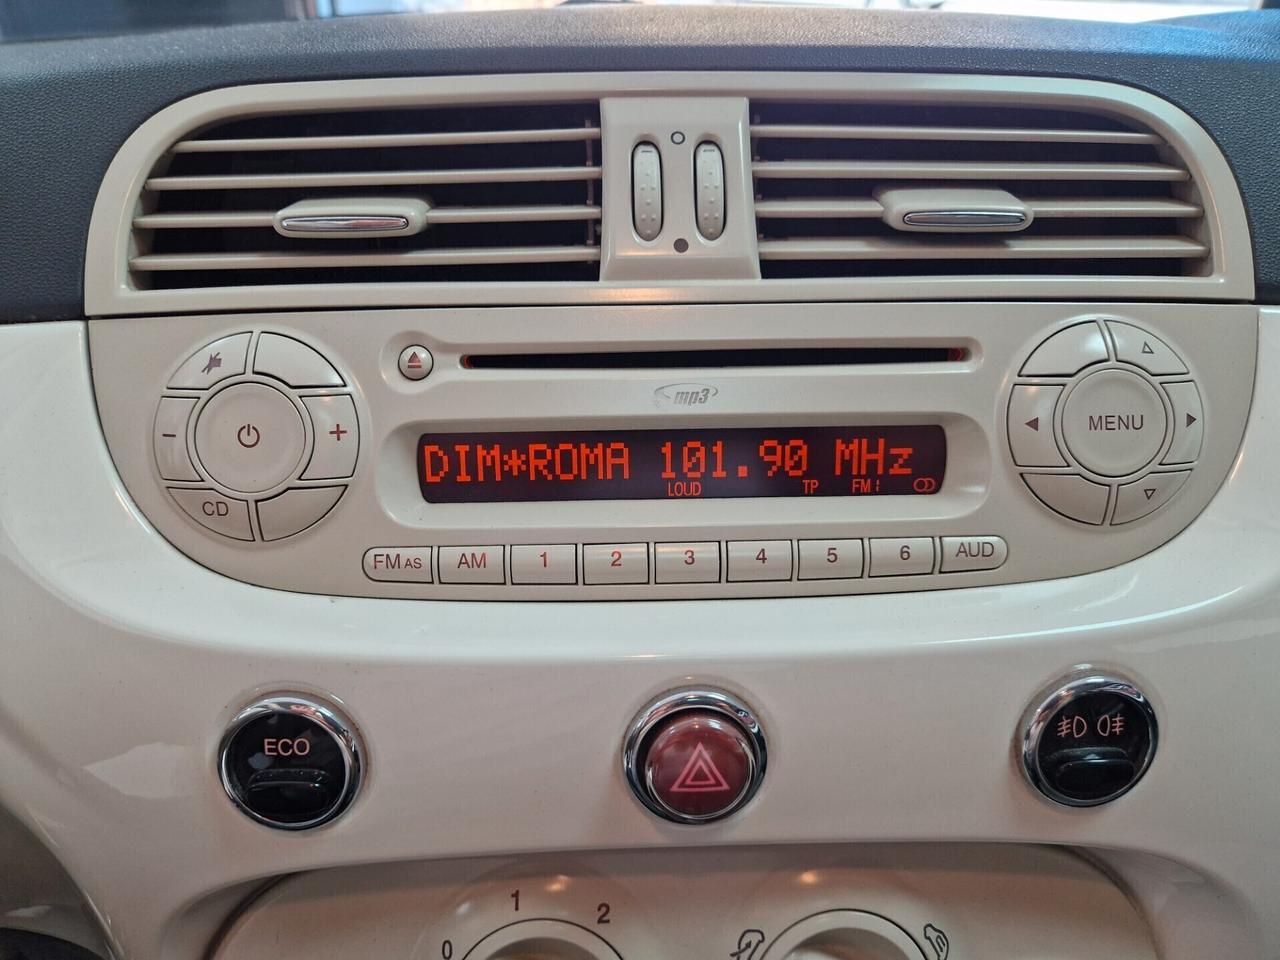 mp3
DIM*ROMA 101.90 MHz
LOUD TP FM1
CD
MENU
FM AS AM 1 2 3 4 5 6 AUD
ECO
0 1 2